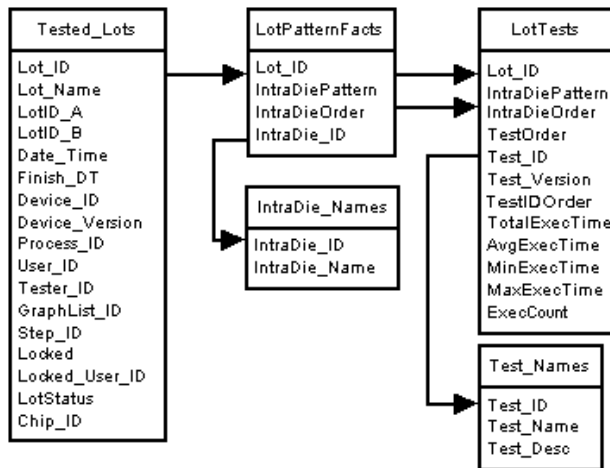 Tested_Lots
Lot_ID
Lot_Name
LotID_A
LotID_B
Date_Time
Finish_DT
Device_ID
Device_Version
Process_ID
User_ID
Tester_ID
GraphList_ID
Step_ID
Locked
Locked_User_ID
LotStatus
Chip_ID
LotPatternFacts
Lot_ID
IntraDiePattern
IntraDieOrder
IntraDie_ID
IntraDie_Names
IntraDie_ID
IntraDie_Name
LotTests
Lot_ID
IntraDiePattern
IntraDieOrder
TestOrder
Test_ID
Test_Version
TestIDOrder
TotalExecTime
AvgExecTime
MinExecTime
MaxExecTime
ExecCount
Test_Names
Test_ID
Test_Name
Test_Desc